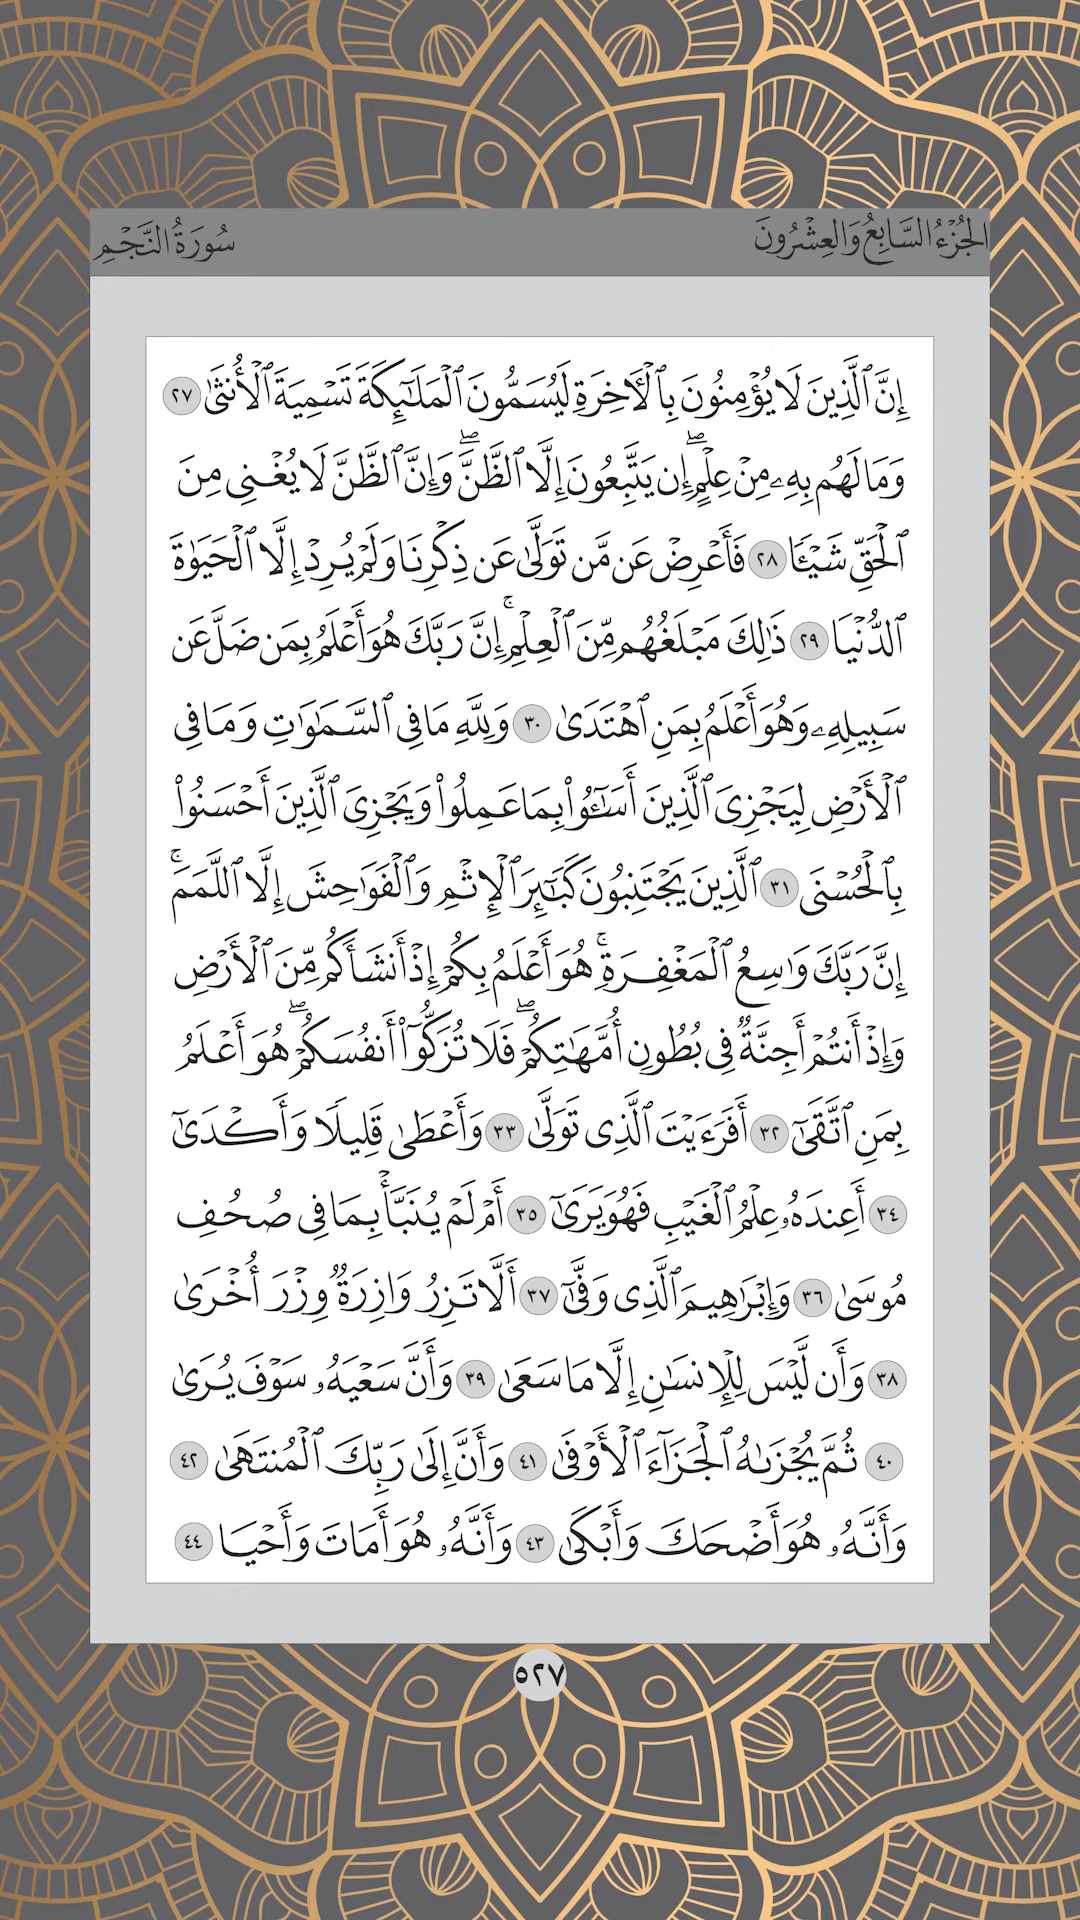 الجُزْءُ السَّابِعُ وَالعِشْرُونَ
سُورَةُ النَّجْمِ
إِنَّ ٱلَّذِينَ لَا يُؤْمِنُونَ بِٱلْأَخِرَةِ لَيُسَمُّونَ ٱلْمَلَـٰٓئِكَةَ تَسْمِيَةَ ٱلْأُنثَىٰ ٢٧
وَمَا لَهُم بِهِۦ مِنْ عِلْمٍۖ إِن يَتَّبِعُونَ إِلَّا ٱلظَّنَّۖ وَإِنَّ ٱلظَّنَّ لَا يُغْنِى مِنَ
ٱلْحَقِّ شَيْـًٔا ٢٨ فَأَعْرِضْ عَن مَّن تَوَلَّىٰ عَن ذِكْرِنَا وَلَمْ يُرِدْ إِلَّا ٱلْحَيَوٰةَ
ٱلدُّنْيَا ٢٩ ذَٰلِكَ مَبْلَغُهُم مِّنَ ٱلْعِلْمِۚ إِنَّ رَبَّكَ هُوَ أَعْلَمُ بِمَن ضَلَّ عَن
سَبِيلِهِۦ وَهُوَ أَعْلَمُ بِمَنِ ٱهْتَدَىٰ ٣٠ وَلِلَّهِ مَا فِى ٱلسَّمَـٰوَٰتِ وَمَا فِى
ٱلْأَرْضِ لِيَجْزِىَ ٱلَّذِينَ أَسَـٰٓـُٔوا۟ بِمَا عَمِلُوا۟ وَيَجْزِىَ ٱلَّذِينَ أَحْسَنُوا۟
بِٱلْحُسْنَى ٣١ ٱلَّذِينَ يَجْتَنِبُونَ كَبَـٰٓئِرَ ٱلْإِثْمِ وَٱلْفَوَٰحِشَ إِلَّا ٱللَّمَمَۚ
إِنَّ رَبَّكَ وَٰسِعُ ٱلْمَغْفِرَةِۚ هُوَ أَعْلَمُ بِكُمْ إِذْ أَنشَأَكُم مِّنَ ٱلْأَرْضِ
وَإِذْ أَنتُمْ أَجِنَّةٌ فِى بُطُونِ أُمَّهَـٰتِكُمْۖ فَلَا تُزَكُّوٓا۟ أَنفُسَكُمْۖ هُوَ أَعْلَمُ
بِمَنِ ٱتَّقَىٰٓ ٣٢ أَفَرَءَيْتَ ٱلَّذِى تَوَلَّىٰ ٣٣ وَأَعْطَىٰ قَلِيلًا وَأَكْدَىٰٓ
٣٤ أَعِندَهُۥ عِلْمُ ٱلْغَيْبِ فَهُوَ يَرَىٰٓ ٣٥ أَمْ لَمْ يُنَبَّأْ بِمَا فِى صُحُفِ
مُوسَىٰ ٣٦ وَإِبْرَٰهِيمَ ٱلَّذِى وَفَّىٰٓ ٣٧ أَلَّا تَزِرُ وَازِرَةٌ وِزْرَ أُخْرَىٰ
٣٨ وَأَن لَّيْسَ لِلْإِنسَـٰنِ إِلَّا مَا سَعَىٰ ٣٩ وَأَنَّ سَعْيَهُۥ سَوْفَ يُرَىٰ
٤٠ ثُمَّ يُجْزَىٰهُ ٱلْجَزَآءَ ٱلْأَوْفَىٰ ٤١ وَأَنَّ إِلَىٰ رَبِّكَ ٱلْمُنتَهَىٰ ٤٢
وَأَنَّهُۥ هُوَ أَضْحَكَ وَأَبْكَىٰ ٤٣ وَأَنَّهُۥ هُوَ أَمَاتَ وَأَحْيَا ٤٤
٥٢٧